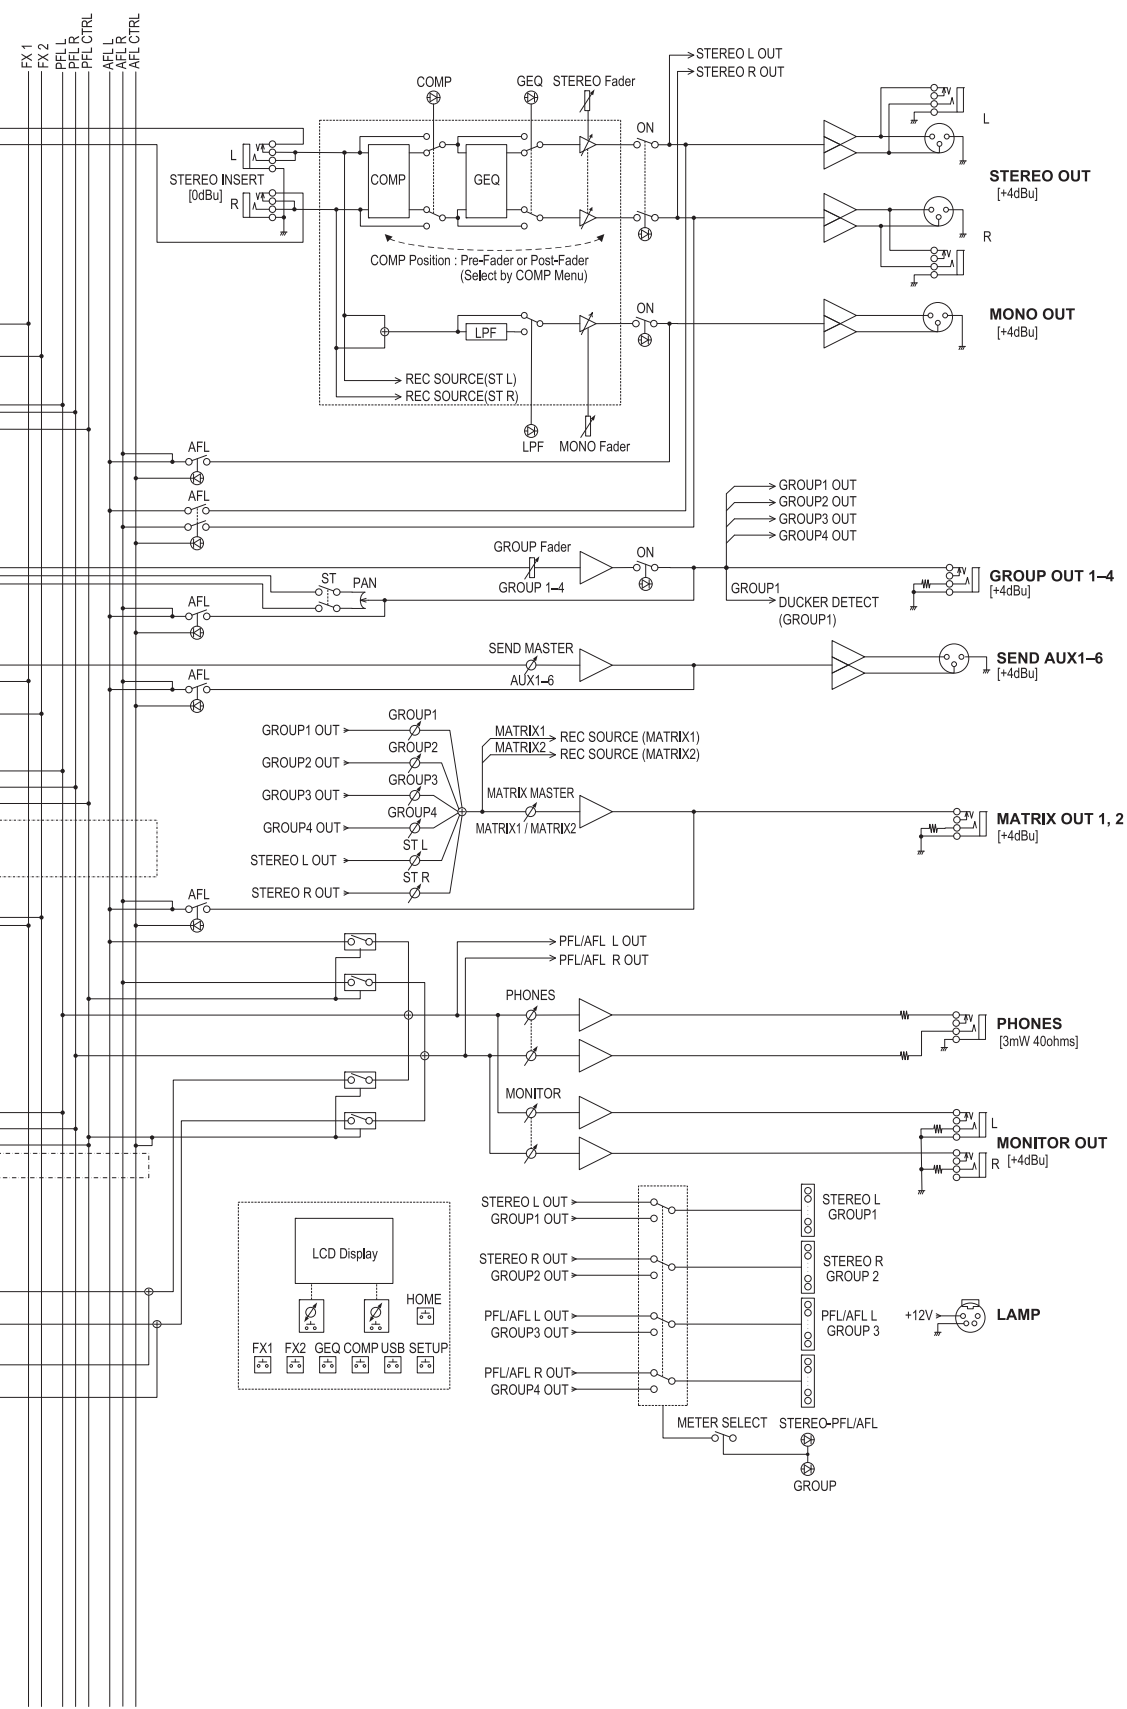 FX 1
FX 2
PFL L
PFL R
PFL CTRL
AFL L
AFL R
AFL CTRL
STEREO L OUT
STEREO R OUT
COMP
GEQ
STEREO Fader
ON
L
STEREO INSERT
[0dBu]
R
COMP
GEQ
L
STEREO OUT
[+4dBu]
R
COMP Position : Pre-Fader or Post-Fader
(Select by COMP Menu)
ON
LPF
MONO OUT
[+4dBu]
REC SOURCE(ST L)
REC SOURCE(ST R)
LPF
MONO Fader
AFL
AFL
GROUP1 OUT
GROUP2 OUT
GROUP3 OUT
GROUP4 OUT
GROUP Fader
ON
GROUP 1–4
ST
PAN
GROUP1
DUCKER DETECT
(GROUP1)
GROUP OUT 1–4
[+4dBu]
AFL
SEND MASTER
AUX1–6
SEND AUX1–6
[+4dBu]
AFL
GROUP1
GROUP1 OUT
GROUP2
GROUP2 OUT
GROUP3
GROUP3 OUT
GROUP4
GROUP4 OUT
ST L
STEREO L OUT
ST R
STEREO R OUT
MATRIX1
REC SOURCE (MATRIX1)
MATRIX2
REC SOURCE (MATRIX2)
MATRIX MASTER
MATRIX1 / MATRIX2
MATRIX OUT 1, 2
[+4dBu]
AFL
PFL/AFL L OUT
PFL/AFL R OUT
PHONES
PHONES
[3mW 40ohms]
MONITOR
L
MONITOR OUT
R [+4dBu]
LCD Display
HOME
FX1 FX2 GEQ COMP USB SETUP
STEREO L OUT
GROUP1 OUT
STEREO L
GROUP1
STEREO R OUT
GROUP2 OUT
STEREO R
GROUP 2
PFL/AFL L OUT
GROUP3 OUT
PFL/AFL L
GROUP 3
PFL/AFL R OUT
GROUP4 OUT
+12V
LAMP
METER SELECT
STEREO-PFL/AFL
GROUP